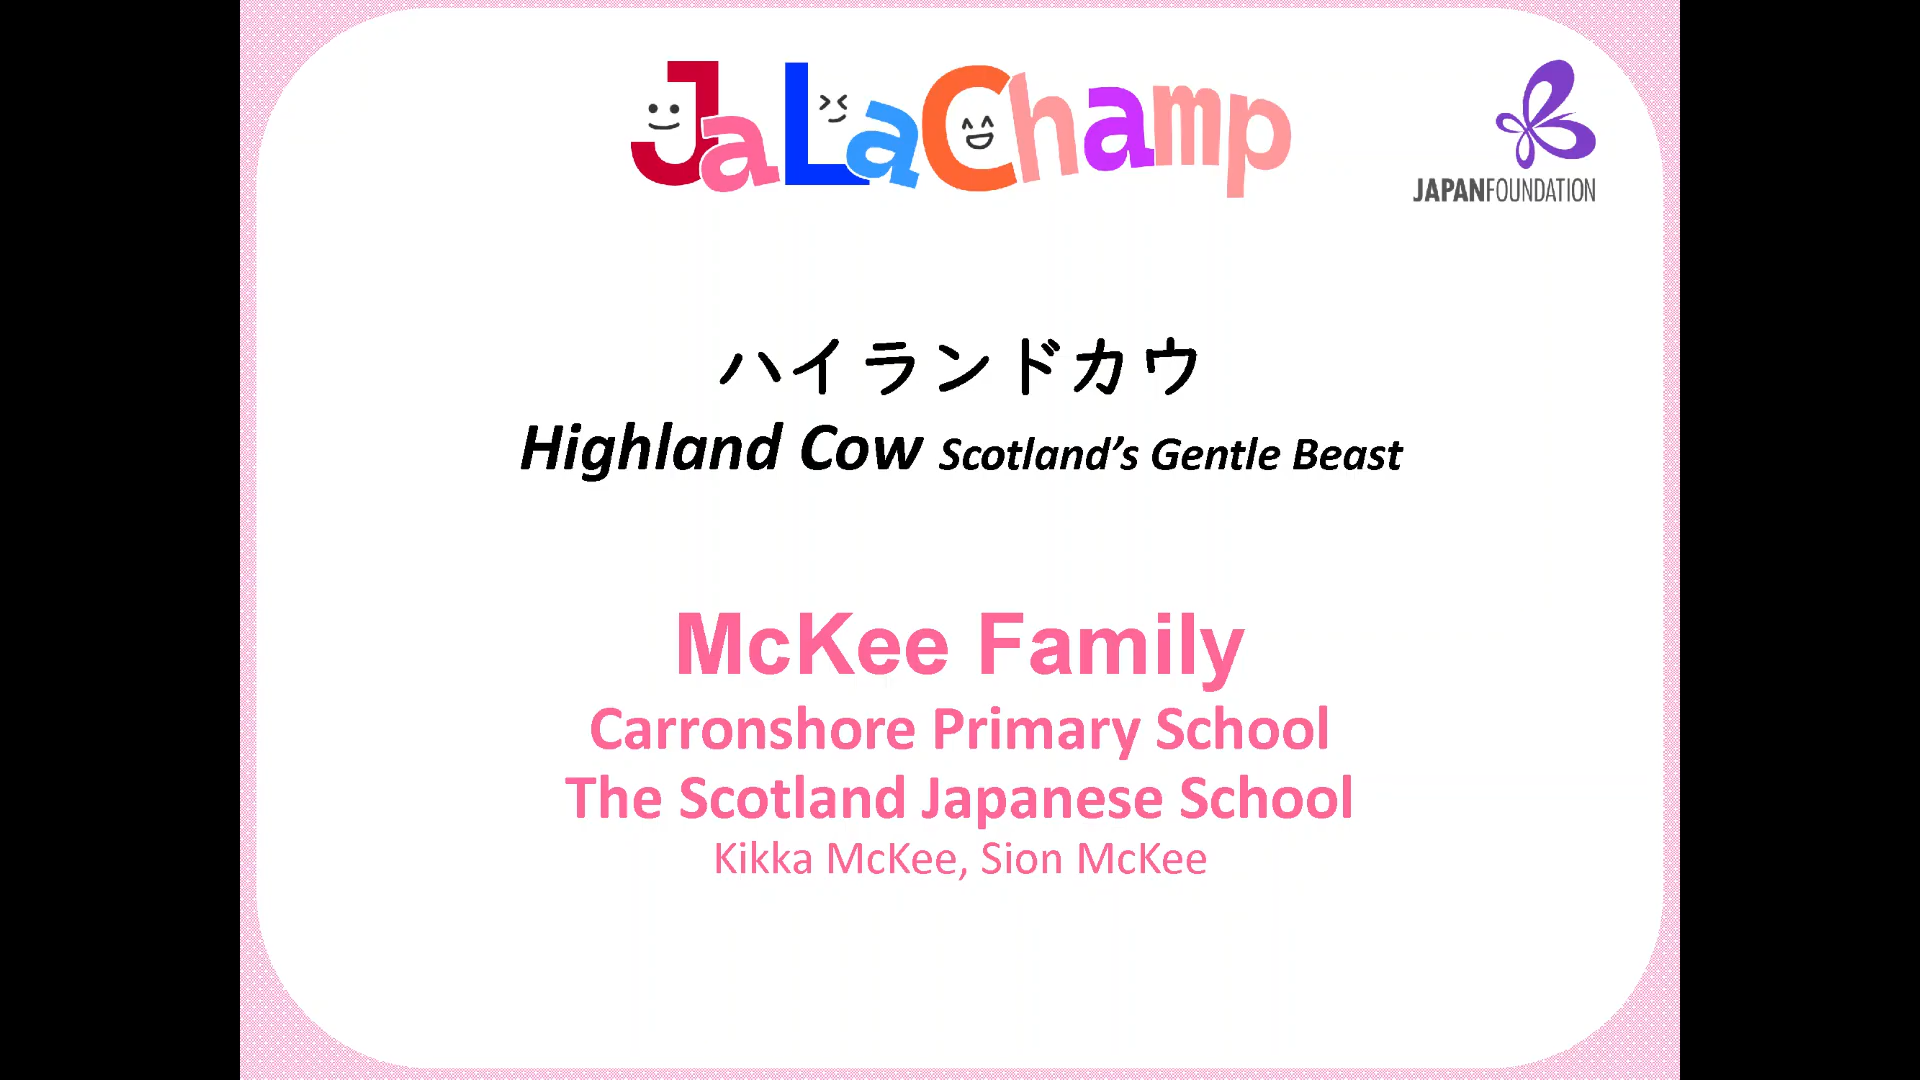 JaLaChamp
JAPANFOUNDATION
ハイランドカウ
Highland Cow Scotland's Gentle Beast
McKee Family
Carronshore Primary School
The Scotland Japanese School
Kikka McKee, Sion McKee